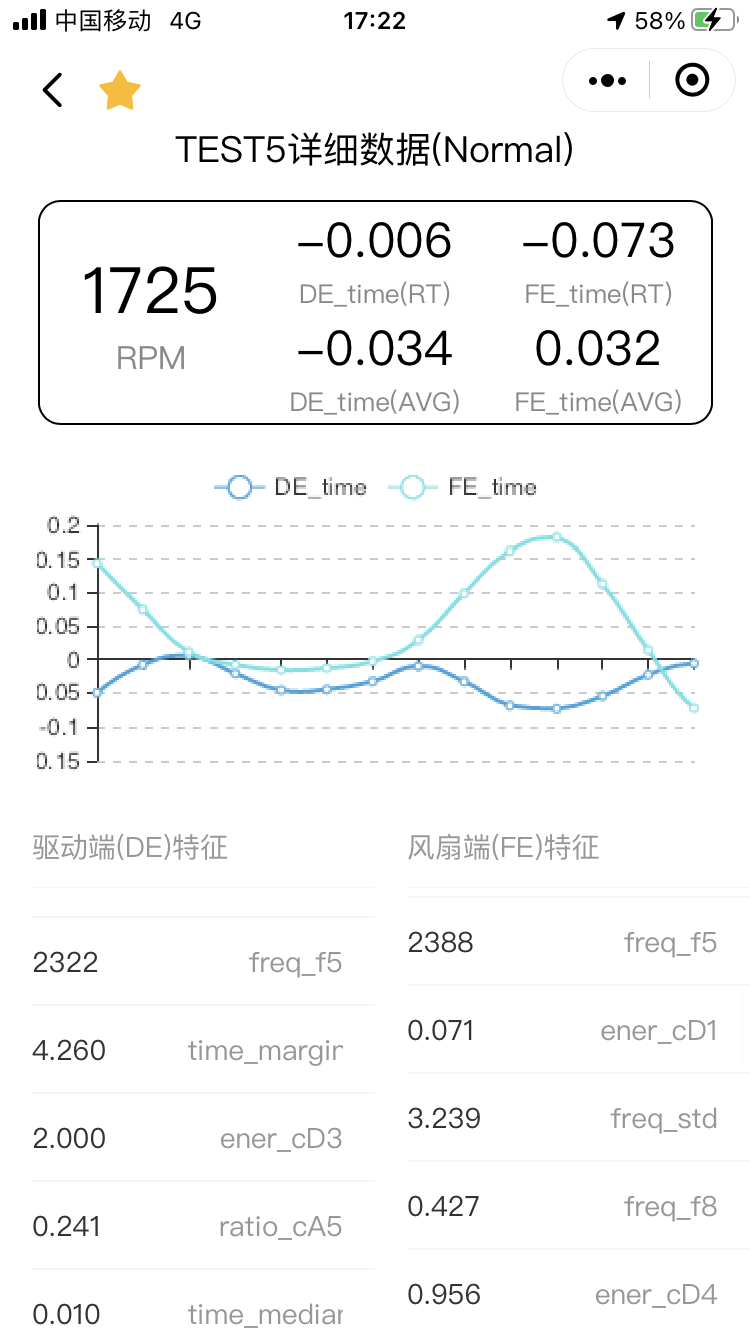 中国移动 4G 17:22 58%
TEST5详细数据(Normal)
1725
RPM
−0.006
DE_time(RT)
−0.073
FE_time(RT)
−0.034
DE_time(AVG)
0.032
FE_time(AVG)
DE_time FE_time
0.2
0.15
0.1
0.05
0
0.05
-0.1
0.15
驱动端(DE)特征
2322 freq_f5
4.260 time_margin
2.000 ener_cD3
0.241 ratio_cA5
0.010 time_median
风扇端(FE)特征
2388 freq_f5
0.071 ener_cD1
3.239 freq_std
0.427 freq_f8
0.956 ener_cD4